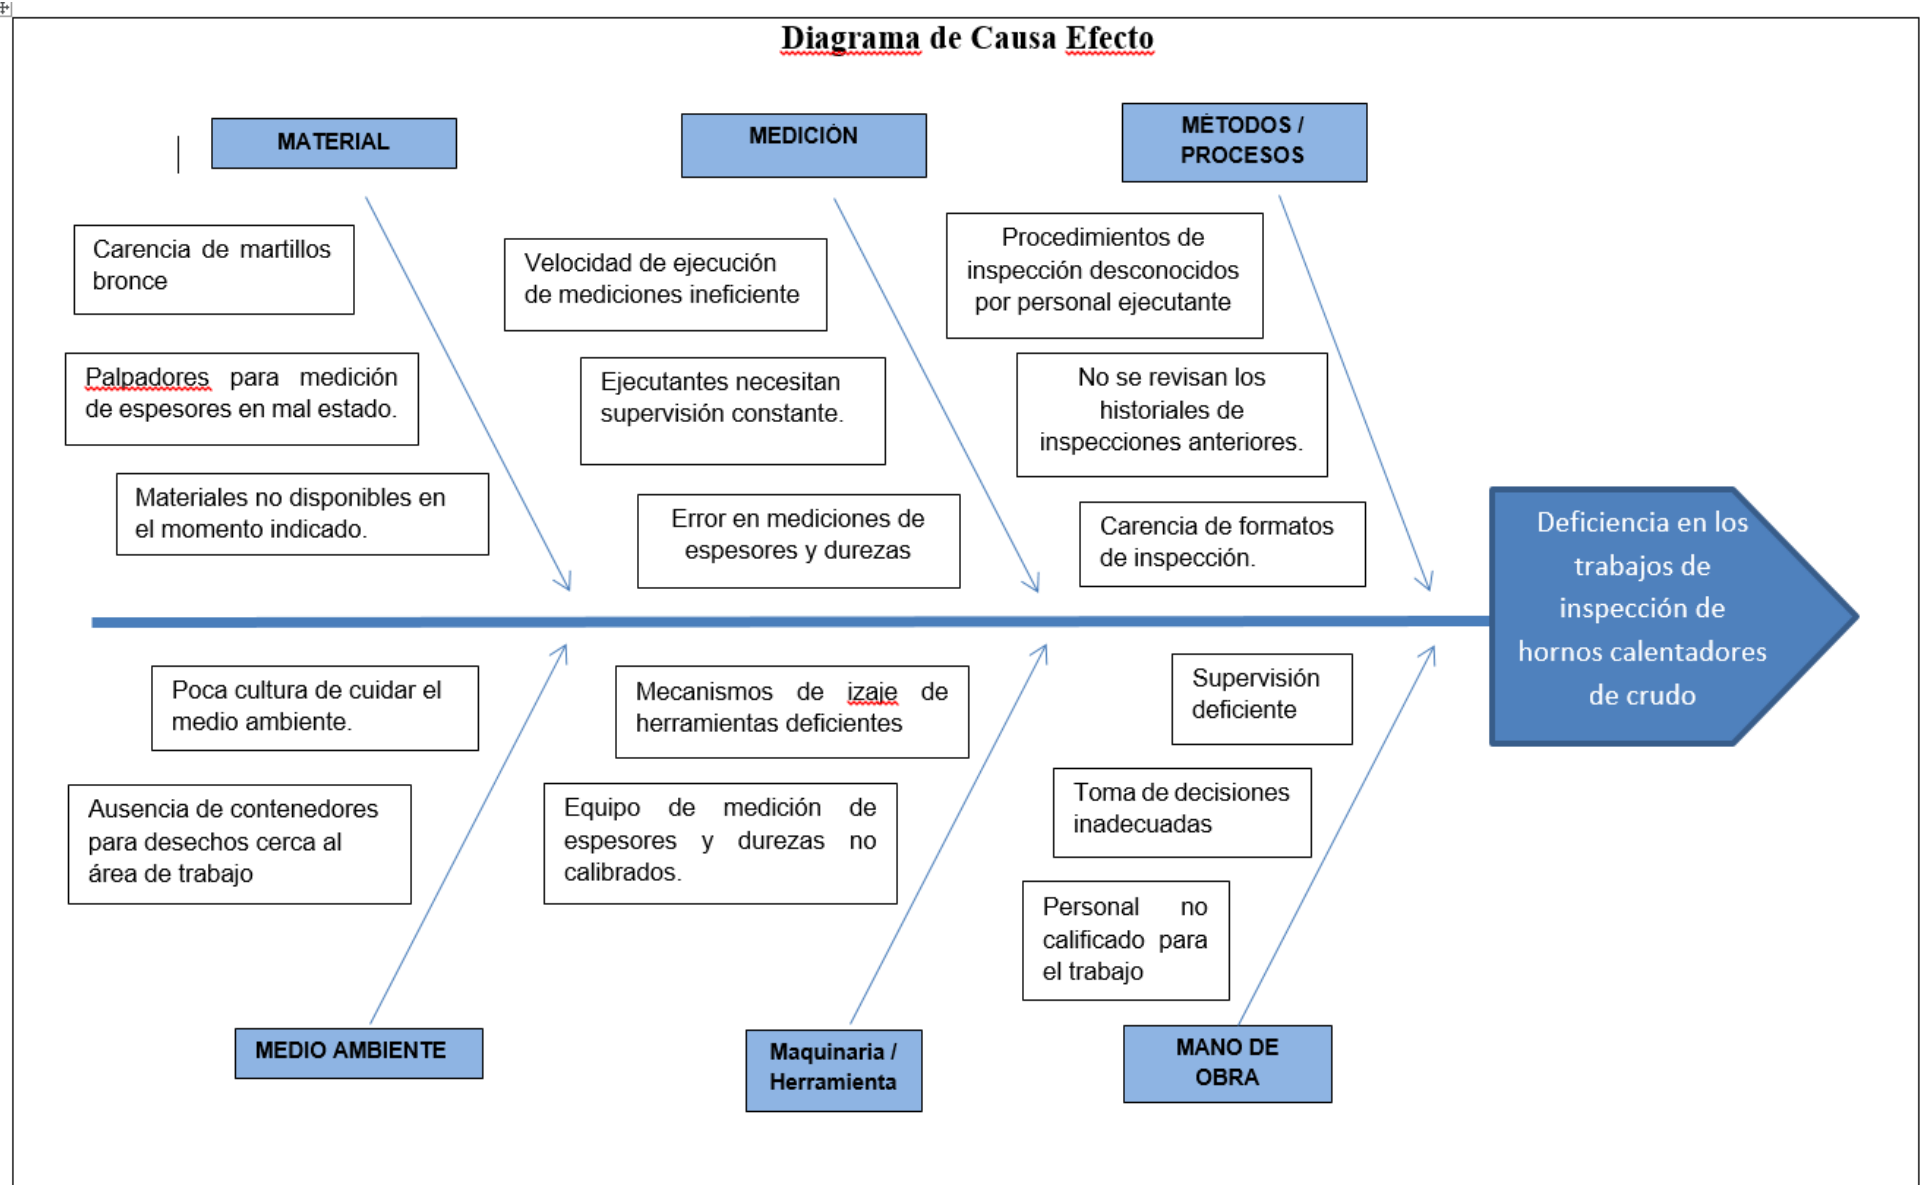 Diagrama de Causa Efecto
MATERIAL
MEDICIÓN
MÉTODOS /
PROCESOS
Carencia de martillos
bronce
Palpadores para medición
de espesores en mal estado.
Materiales no disponibles en
el momento indicado.
Velocidad de ejecución
de mediciones ineficiente
Ejecutantes necesitan
supervisión constante.
Error en mediciones de
espesores y durezas
Procedimientos de
inspección desconocidos
por personal ejecutante
No se revisan los
historiales de
inspecciones anteriores.
Carencia de formatos
de inspección.
Deficiencia en los
trabajos de
inspección de
hornos calentadores
de crudo
Poca cultura de cuidar el
medio ambiente.
Ausencia de contenedores
para desechos cerca al
área de trabajo
Mecanismos de izaje de
herramientas deficientes
Equipo de medición de
espesores y durezas no
calibrados.
Supervisión
deficiente
Toma de decisiones
inadecuadas
Personal no
calificado para
el trabajo
MEDIO AMBIENTE
Maquinaria /
Herramienta
MANO DE
OBRA